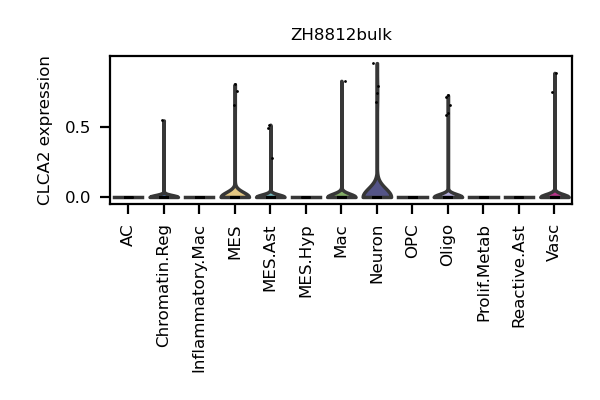 ZH8812bulk
CLCA2 expression
0.5
0.0
AC
Chromatin.Reg
Inflammatory.Mac
MES
MES.Ast
MES.Hyp
Mac
Neuron
OPC
Oligo
Prolif.Metab
Reactive.Ast
Vasc